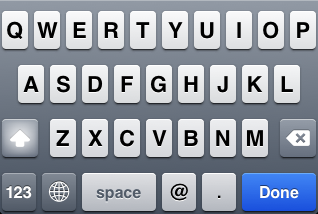 Q W E R T Y U I O P
A S D F G H J K L
Z X C V B N M
123 space @ . Done